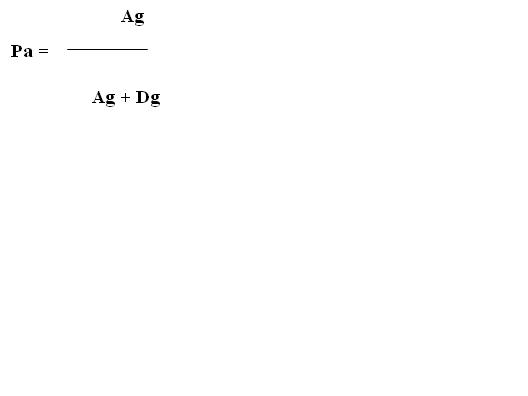 Ag
Pa =
Ag + Dg